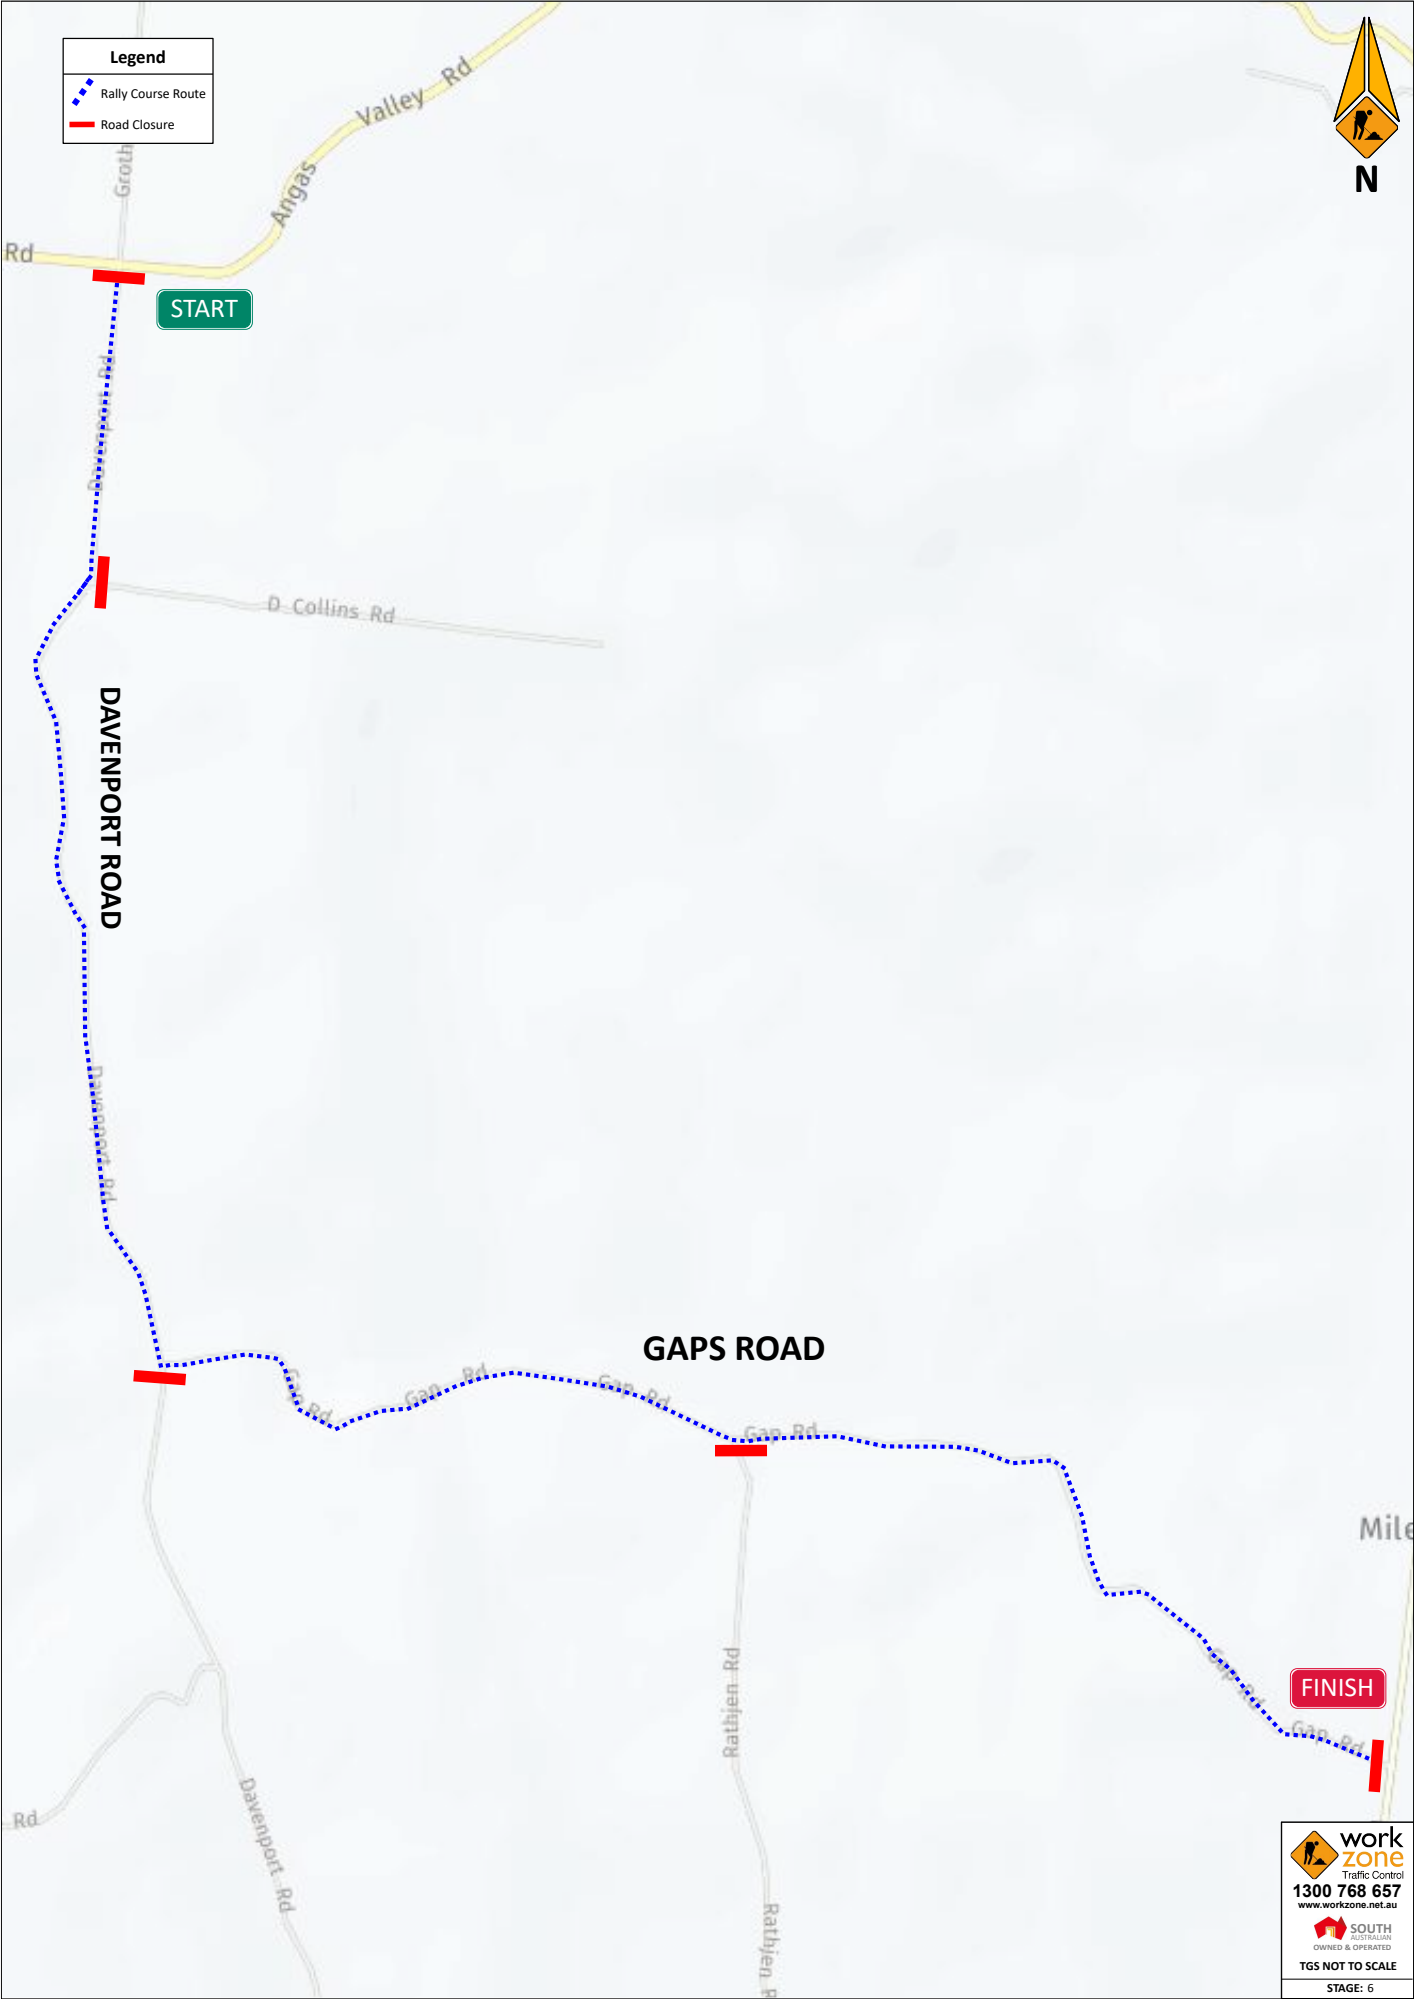 Legend
Rally Course Route
Road Closure
N
Groth
Angas Valley Rd
Rd
START
Davenport Rd
D Collins Rd
DAVENPORT ROAD
Davenport Rd
GAPS ROAD
Gap Rd
Gap Rd
Gap Rd
Gap Rd
Mile
Rathjen Rd
Gap Rd
FINISH
Gap Rd
Rd
Davenport Rd
Rathjen R
work
zone
Traffic Control
1300 768 657
www.workzone.net.au
SOUTH
AUSTRALIAN
OWNED & OPERATED
TGS NOT TO SCALE
STAGE: 6